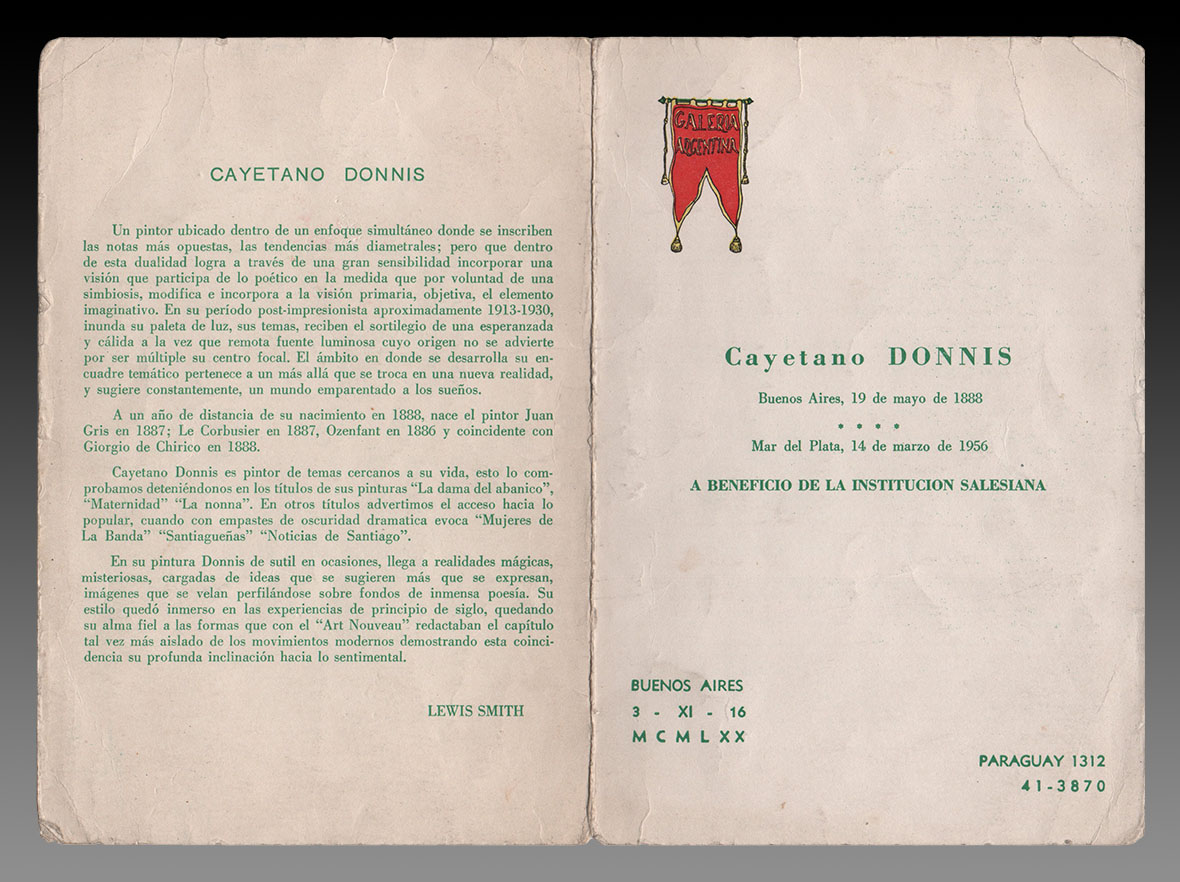 CAYETANO DONNIS
Un pintor ubicado dentro de un enfoque simultáneo donde se inscriben
las notas más opuestas, las tendencias más diametrales; pero que dentro
de esta dualidad logra a través de una gran sensibilidad incorporar una
visión que participa de lo poético en la medida que por voluntad de una
simbiosis, modifica e incorpora a la visión primaria, objetiva, el elemento
imaginativo. En su período post-impresionista aproximadamente 1913-1930,
inunda su paleta de luz, sus temas, reciben el sortilegio de una esperanzada
y cálida a la vez que remota fuente luminosa cuyo origen no se advierte
por ser múltiple su centro focal. El ámbito en donde se desarrolla su en-
cuadre temático pertenece a un más allá que se troca en una nueva realidad,
y sugiere constantemente, un mundo emparentado a los sueños.
A un año de distancia de su nacimiento en 1888, nace el pintor Juan
Gris en 1887; Le Corbusier en 1887, Ozenfant en 1886 y coincidente con
Giorgio de Chirico en 1888.
Cayetano Donnis es pintor de temas cercanos a su vida, esto lo com-
probamos deteniéndonos en los títulos de sus pinturas “La dama del abanico”,
“Maternidad” “La nonna”. En otros títulos advertimos el acceso hacia lo
popular, cuando con empastes de oscuridad dramatica evoca “Mujeres de
La Banda” “Santiagueñas” “Noticias de Santiago”.
En su pintura Donnis de sutil en ocasiones, llega a realidades mágicas,
misteriosas, cargadas de ideas que se sugieren más que se expresan,
imágenes que se velan perfilándose sobre fondos de inmensa poesía. Su
estilo quedó inmerso en las experiencias de principio de siglo, quedando
su alma fiel a las formas que con el “Art Nouveau” redactaban el capítulo
tal vez más aislado de los movimientos modernos demostrando esta coinci-
dencia su profunda inclinación hacia lo sentimental.
LEWIS SMITH
GALERIA
ARGENTINA
Cayetano DONNIS
Buenos Aires, 19 de mayo de 1888
* * * *
Mar del Plata, 14 de marzo de 1956
A BENEFICIO DE LA INSTITUCION SALESIANA
BUENOS AIRES
3 - XI - 16
MCMLXX
PARAGUAY 1312
41-3870